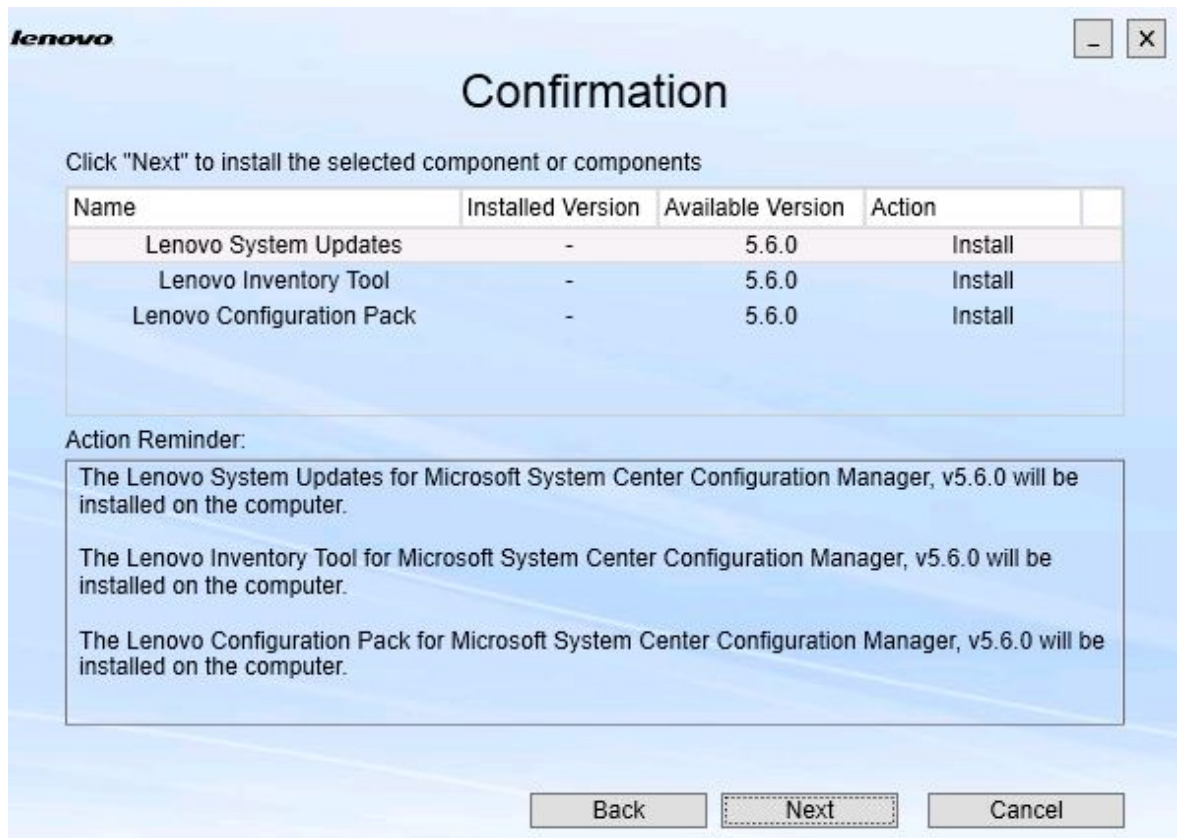 lenovo
_ X
Confirmation
Click "Next" to install the selected component or components
Name Installed Version Available Version Action
Lenovo System Updates - 5.6.0 Install
Lenovo Inventory Tool - 5.6.0 Install
Lenovo Configuration Pack - 5.6.0 Install
Action Reminder:
The Lenovo System Updates for Microsoft System Center Configuration Manager, v5.6.0 will be
installed on the computer.
The Lenovo Inventory Tool for Microsoft System Center Configuration Manager, v5.6.0 will be
installed on the computer.
The Lenovo Configuration Pack for Microsoft System Center Configuration Manager, v5.6.0 will be
installed on the computer.
Back Next Cancel